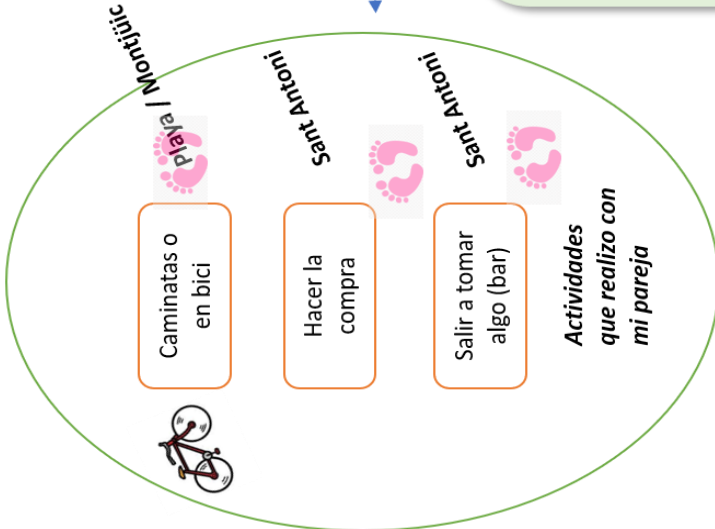 Playa / Montjüic
Caminatas o
en bici
Sant Antoni
Hacer la
compra
Sant Antoni
Salir a tomar
algo (bar)
Actividades
que realizo con
mi pareja